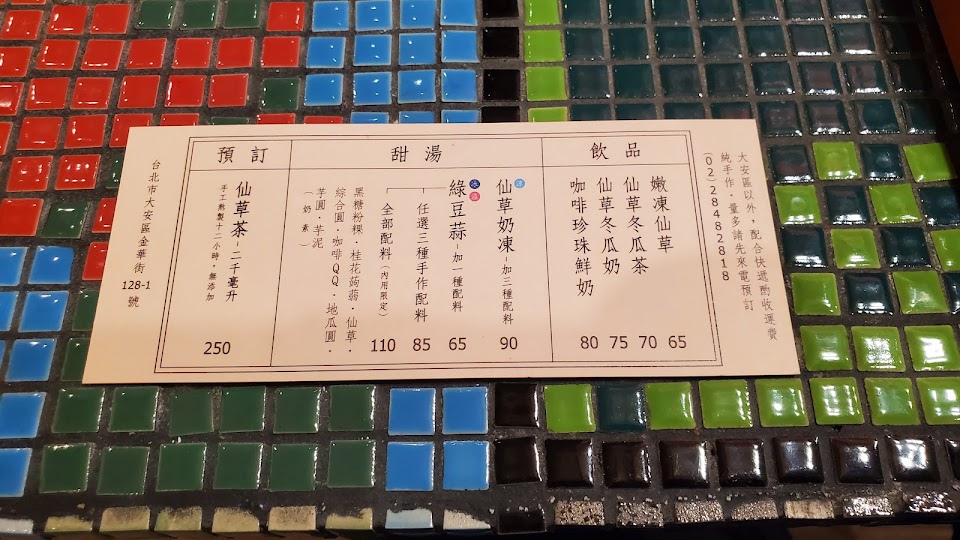 大安區以外，配合快遞酌收運費
純手作．量多請先來電預訂
(02)28482818
飲品
嫩凍仙草 65
仙草冬瓜茶 70
仙草冬瓜奶 75
咖啡珍珠鮮奶 80
甜湯
冰
仙草奶凍－加三種配料 90
冰 溫
綠豆蒜－加一種配料 65
任選三種手作配料 85
全部配料（內用限定） 110
黑糖粉粿．桂花蒟蒻．仙草．
綜合圓．咖啡QQ．地瓜圓．
芋圓．芋泥
（奶素）
預訂
仙草茶－二千毫升 250
手工熬製十二小時，無添加
台北市大安區金華街128-1號